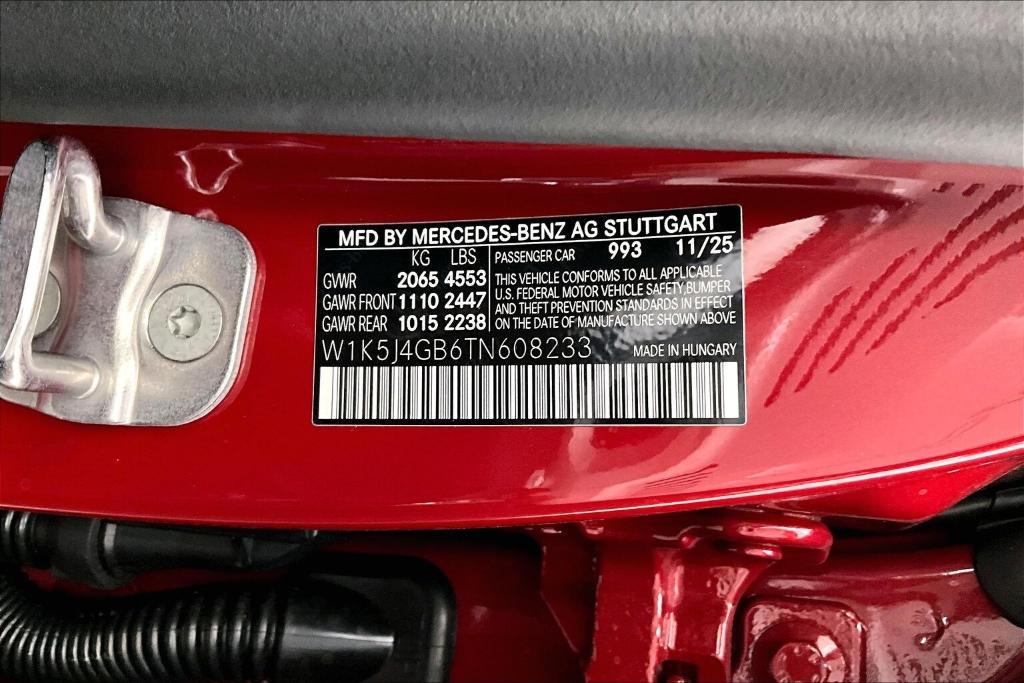 MFD BY MERCEDES-BENZ AG STUTTGART
KG LBS PASSENGER CAR 993 11/25
GWVR 2065 4553 THIS VEHICLE CONFORMS TO ALL APPLICABLE
GAWR FRONT 1110 2447 U.S. FEDERAL MOTOR VEHICLE SAFETY, BUMPER
AND THEFT PREVENTION STANDARDS IN EFFECT
GAWR REAR 1015 2238 ON THE DATE OF MANUFACTURE SHOWN ABOVE
W1K5J4GB6TN608233 MADE IN HUNGARY